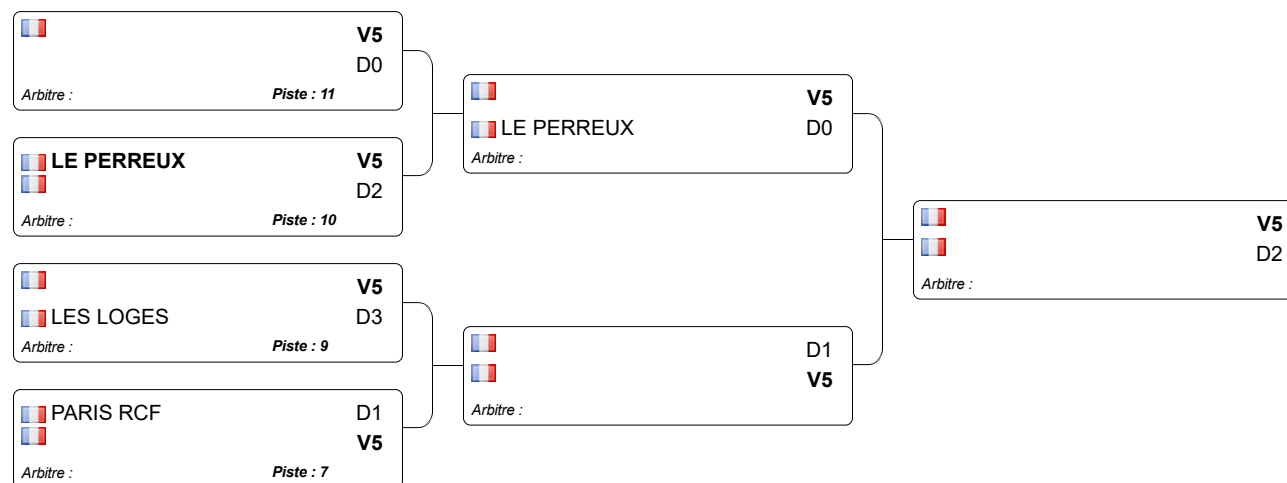 V5
D0
Arbitre : Piste : 11
LE PERREUX V5
D2
Arbitre : Piste : 10
V5
LES LOGES D3
Arbitre : Piste : 9
PARIS RCF D1
V5
Arbitre : Piste : 7
V5
LE PERREUX D0
Arbitre :
D1
V5
Arbitre :
V5
D2
Arbitre :